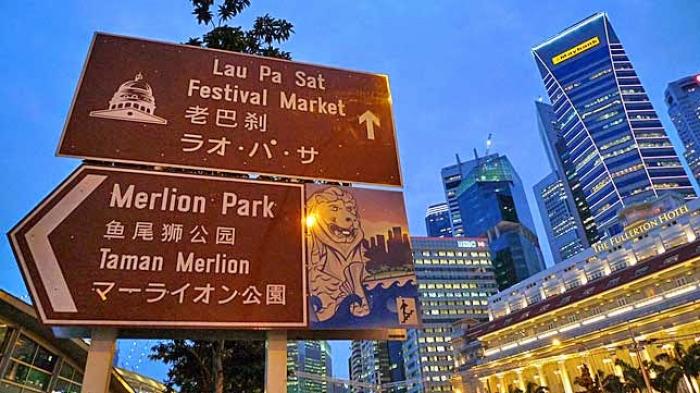 Lau Pa Sat
Festival Market
老巴刹
ラオ・パ・サ
Merlion Park
鱼尾狮公园
Taman Merlion
マーライオン公園
Maybank
THE FULLERTON HOTEL